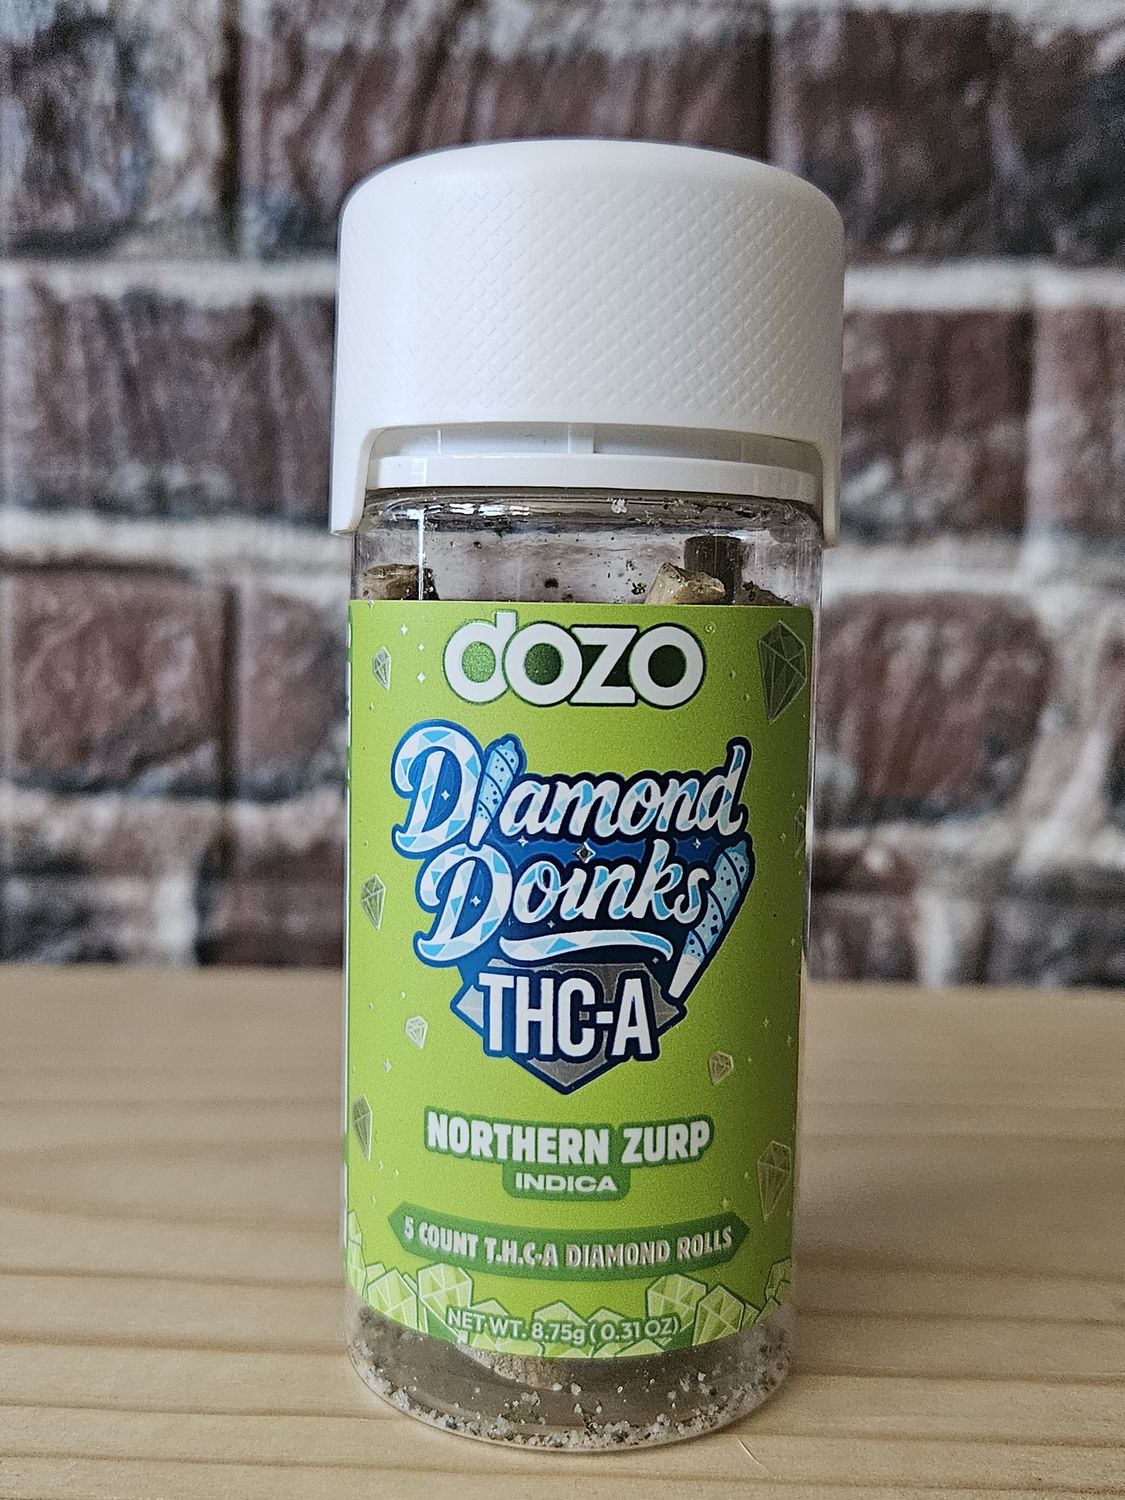 dozo
Diamond
Doinks
THC-A
NORTHERN ZURP
INDICA
5 COUNT T.H.C-A DIAMOND ROLLS
NET WT. 8.75g (0.31 OZ)